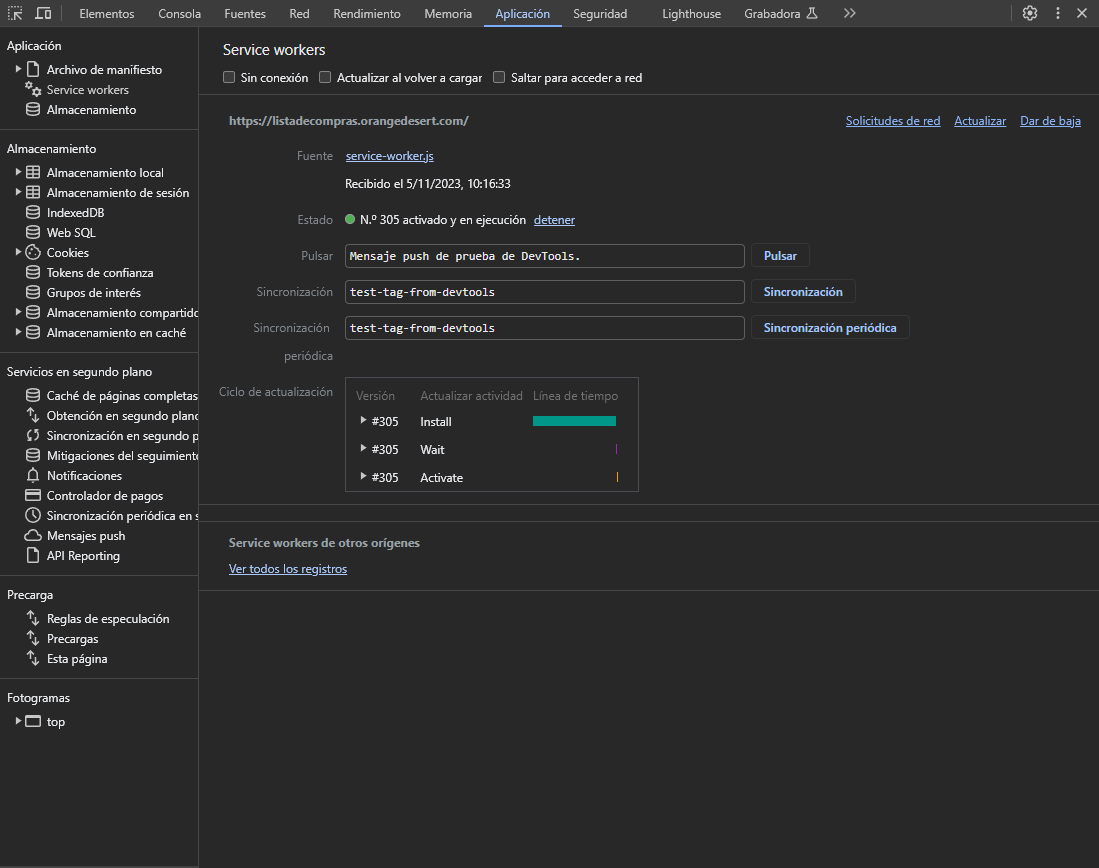 Elementos Consola Fuentes Red Rendimiento Memoria Aplicación Seguridad Lighthouse Grabadora
Aplicación
Archivo de manifiesto
Service workers
Almacenamiento
Almacenamiento
Almacenamiento local
Almacenamiento de sesión
IndexedDB
Web SQL
Cookies
Tokens de confianza
Grupos de interés
Almacenamiento compartido
Almacenamiento en caché
Servicios en segundo plano
Caché de páginas completas
Obtención en segundo plano
Sincronización en segundo p
Mitigaciones del seguimiento
Notificaciones
Controlador de pagos
Sincronización periódica en s
Mensajes push
API Reporting
Precarga
Reglas de especulación
Precargas
Esta página
Fotogramas
top
Service workers
Sin conexión Actualizar al volver a cargar Saltar para acceder a red
https://listadecompras.orangedesert.com/ Solicitudes de red Actualizar Dar de baja
Fuente service-worker.js
Recibido el 5/11/2023, 10:16:33
Estado N.º 305 activado y en ejecución detener
Pulsar Mensaje push de prueba de DevTools. Pulsar
Sincronización test-tag-from-devtools Sincronización
Sincronización test-tag-from-devtools Sincronización periódica
periódica
Ciclo de actualización Versión Actualizar actividad Línea de tiempo
#305 Install
#305 Wait
#305 Activate
Service workers de otros orígenes
Ver todos los registros